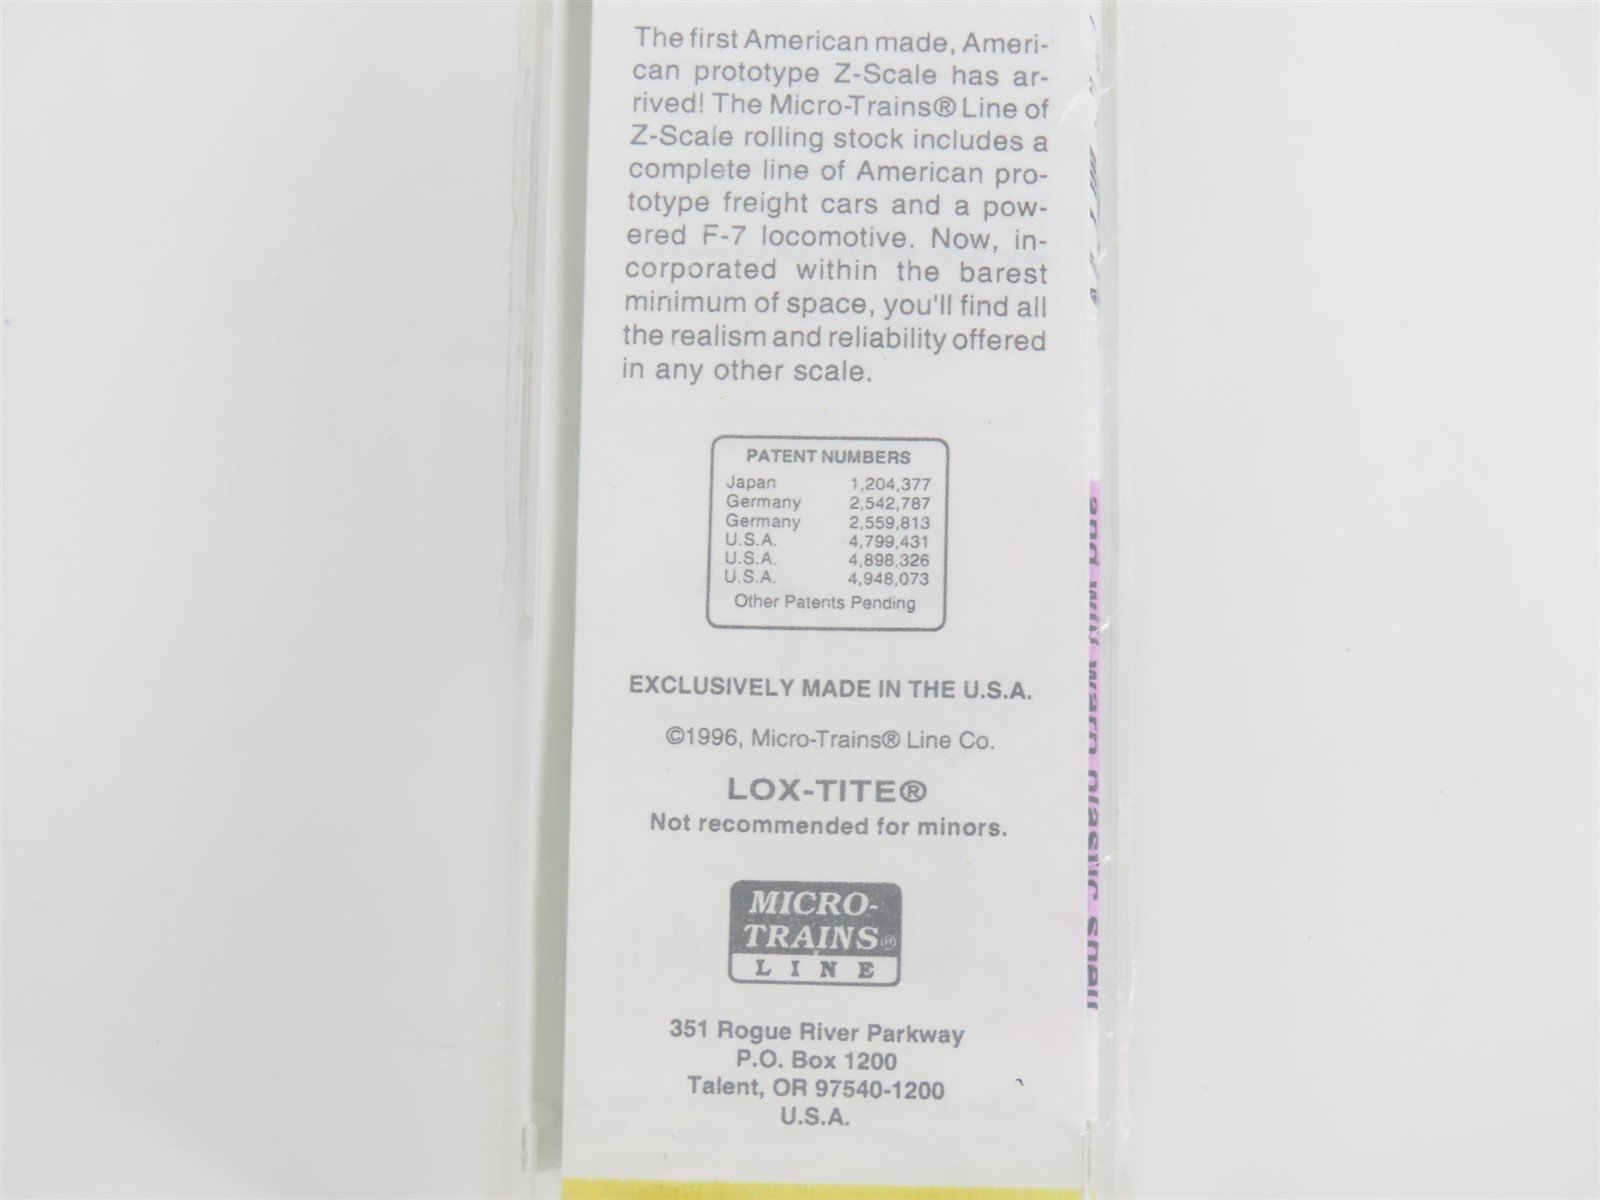 The first American made, Ameri-
can prototype Z-Scale has ar-
rived! The Micro-Trains® Line of
Z-Scale rolling stock includes a
complete line of American pro-
totype freight cars and a pow-
ered F-7 locomotive. Now, in-
corporated within the barest
minimum of space, you'll find all
the realism and reliability offered
in any other scale.
PATENT NUMBERS
Japan 1,204,377
Germany 2,542,787
Germany 2,559,813
U.S.A. 4,799,431
U.S.A. 4,898,326
U.S.A. 4,948,073
Other Patents Pending
EXCLUSIVELY MADE IN THE U.S.A.
©1996, Micro-Trains® Line Co.
LOX-TITE®
Not recommended for minors.
MICRO-
TRAINS®
LINE
351 Rogue River Parkway
P.O. Box 1200
Talent, OR 97540-1200
U.S.A.
and will warp plastic shell